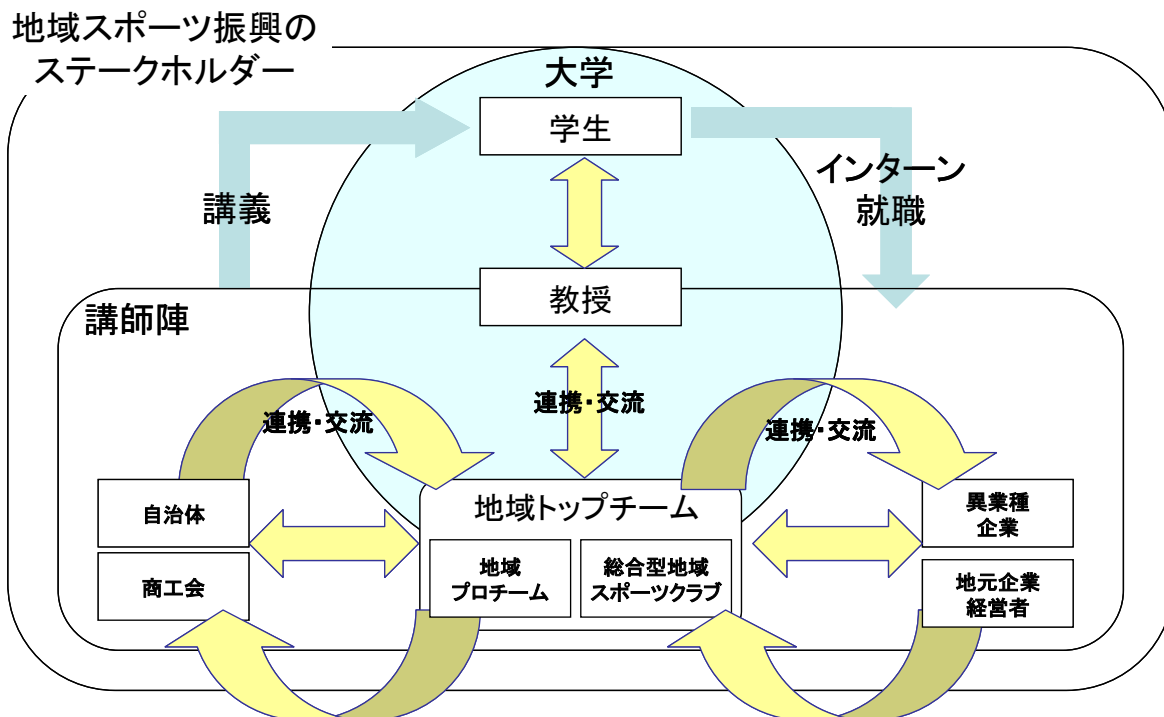 地域スポーツ振興の
ステークホルダー
大学
学生
講義
インターン
就職
教授
講師陣
連携・交流
連携・交流
連携・交流
自治体
商工会
地域トップチーム
地域
プロチーム
総合型地域
スポーツクラブ
異業種
企業
地元企業
経営者